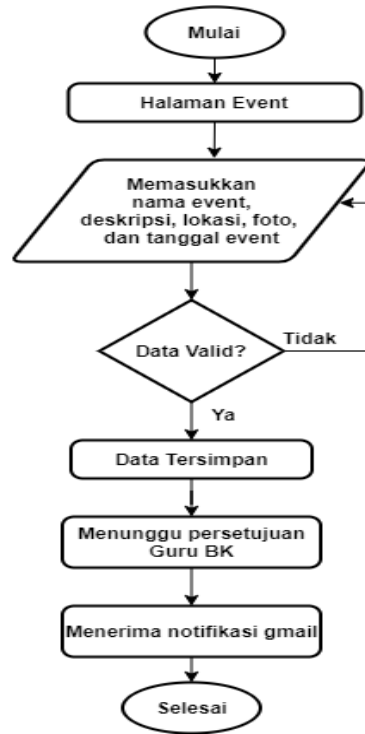 Mulai
Halaman Event
Memasukkan
nama event,
deskripsi, lokasi, foto,
dan tanggal event
Data Valid?
Tidak
Ya
Data Tersimpan
Menunggu persetujuan
Guru BK
Menerima notifikasi gmail
Selesai